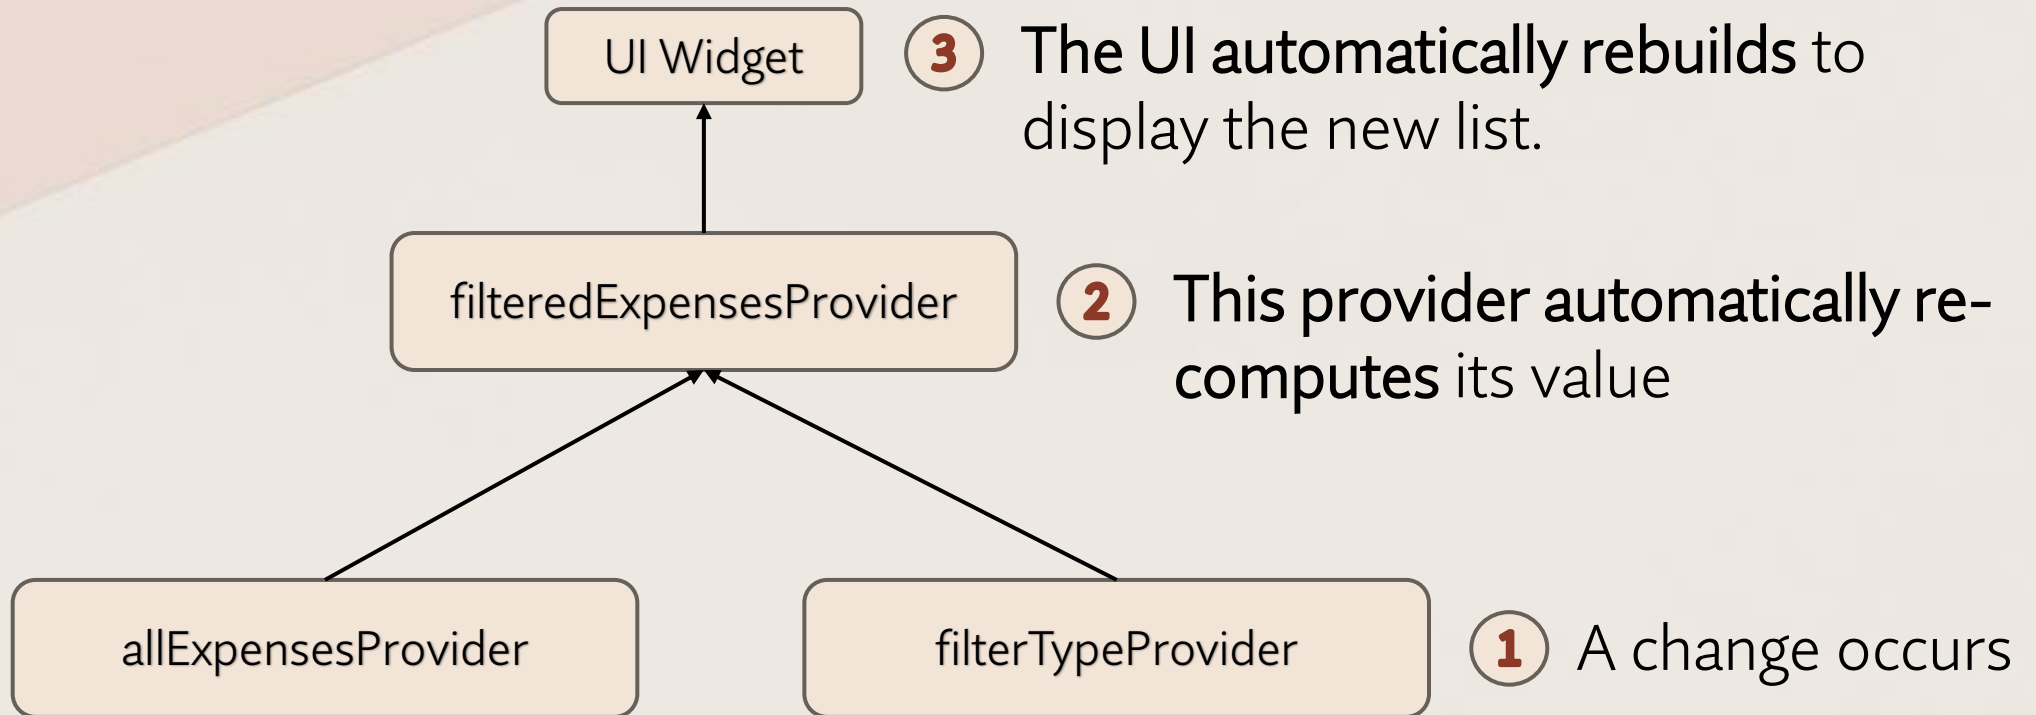 UI Widget
3
The UI automatically rebuilds to
display the new list.
filteredExpensesProvider
2
This provider automatically re-
computes its value
allExpensesProvider
filterTypeProvider
1
A change occurs